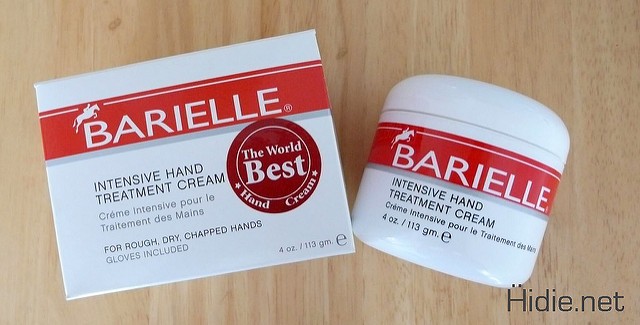 BARIELLE®
INTENSIVE HAND
TREATMENT CREAM
Créme Intensive pour le
Traitement des Mains
FOR ROUGH, DRY, CHAPPED HANDS
GLOVES INCLUDED
4 oz. / 113 gm. ℮
The World
Best
Hand Cream
BARIELLE
INTENSIVE HAND
TREATMENT CREAM
Créme Intensive pour le Traitement des Mains
4 oz. / 113 gm. ℮
Hidie.net